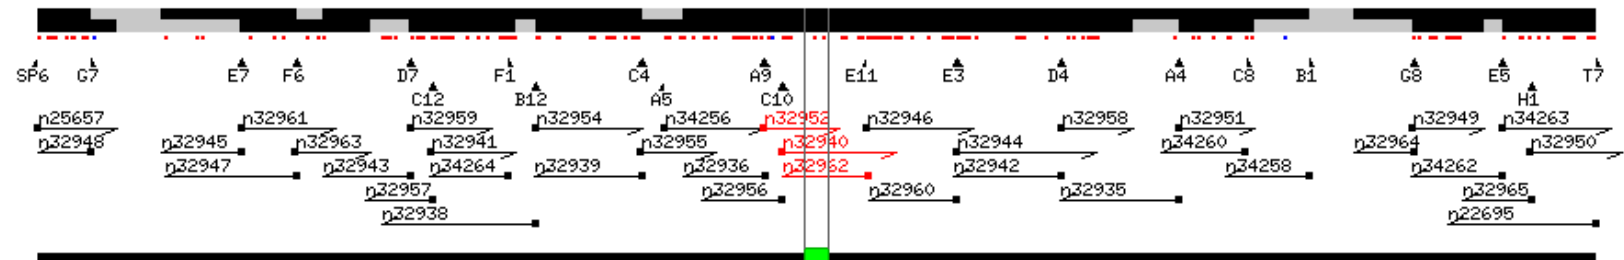 SP6 G7 E7 F6 D7 F1 C4 A9 E11 E3 D4 A4 C8 B1 G8 E5 T7
C12 B12 A5 C10 H1
n25657 n32961 n32959 n32954 n34256 n32952 n32946 n32958 n32951 n32949 n34263
n32948 n32945 n32963 n32941 n32955 n32940 n32944 n34260 n32964 n32950
n32947 n32943 n34264 n32939 n32936 n32962 n32942 n34258 n34262
n32957 n32956 n32960 n32935 n32965
n32938 n22695